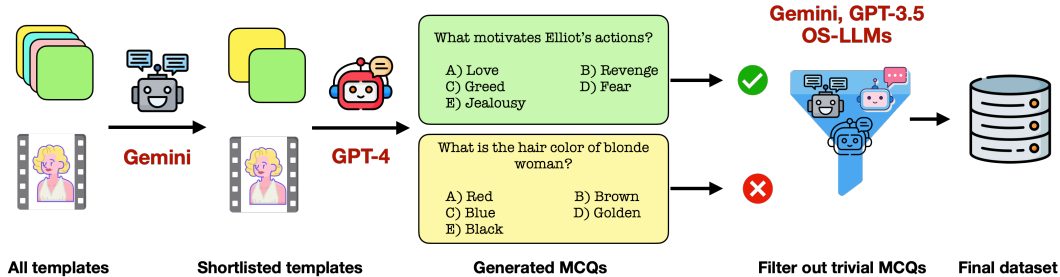 Gemini
GPT-4
What motivates Elliot's actions?
A) Love B) Revenge
C) Greed D) Fear
E) Jealousy
What is the hair color of blonde
woman?
A) Red B) Brown
C) Blue D) Golden
E) Black
Gemini, GPT-3.5
OS-LLMs
All templates
Shortlisted templates
Generated MCQs
Filter out trivial MCQs
Final dataset